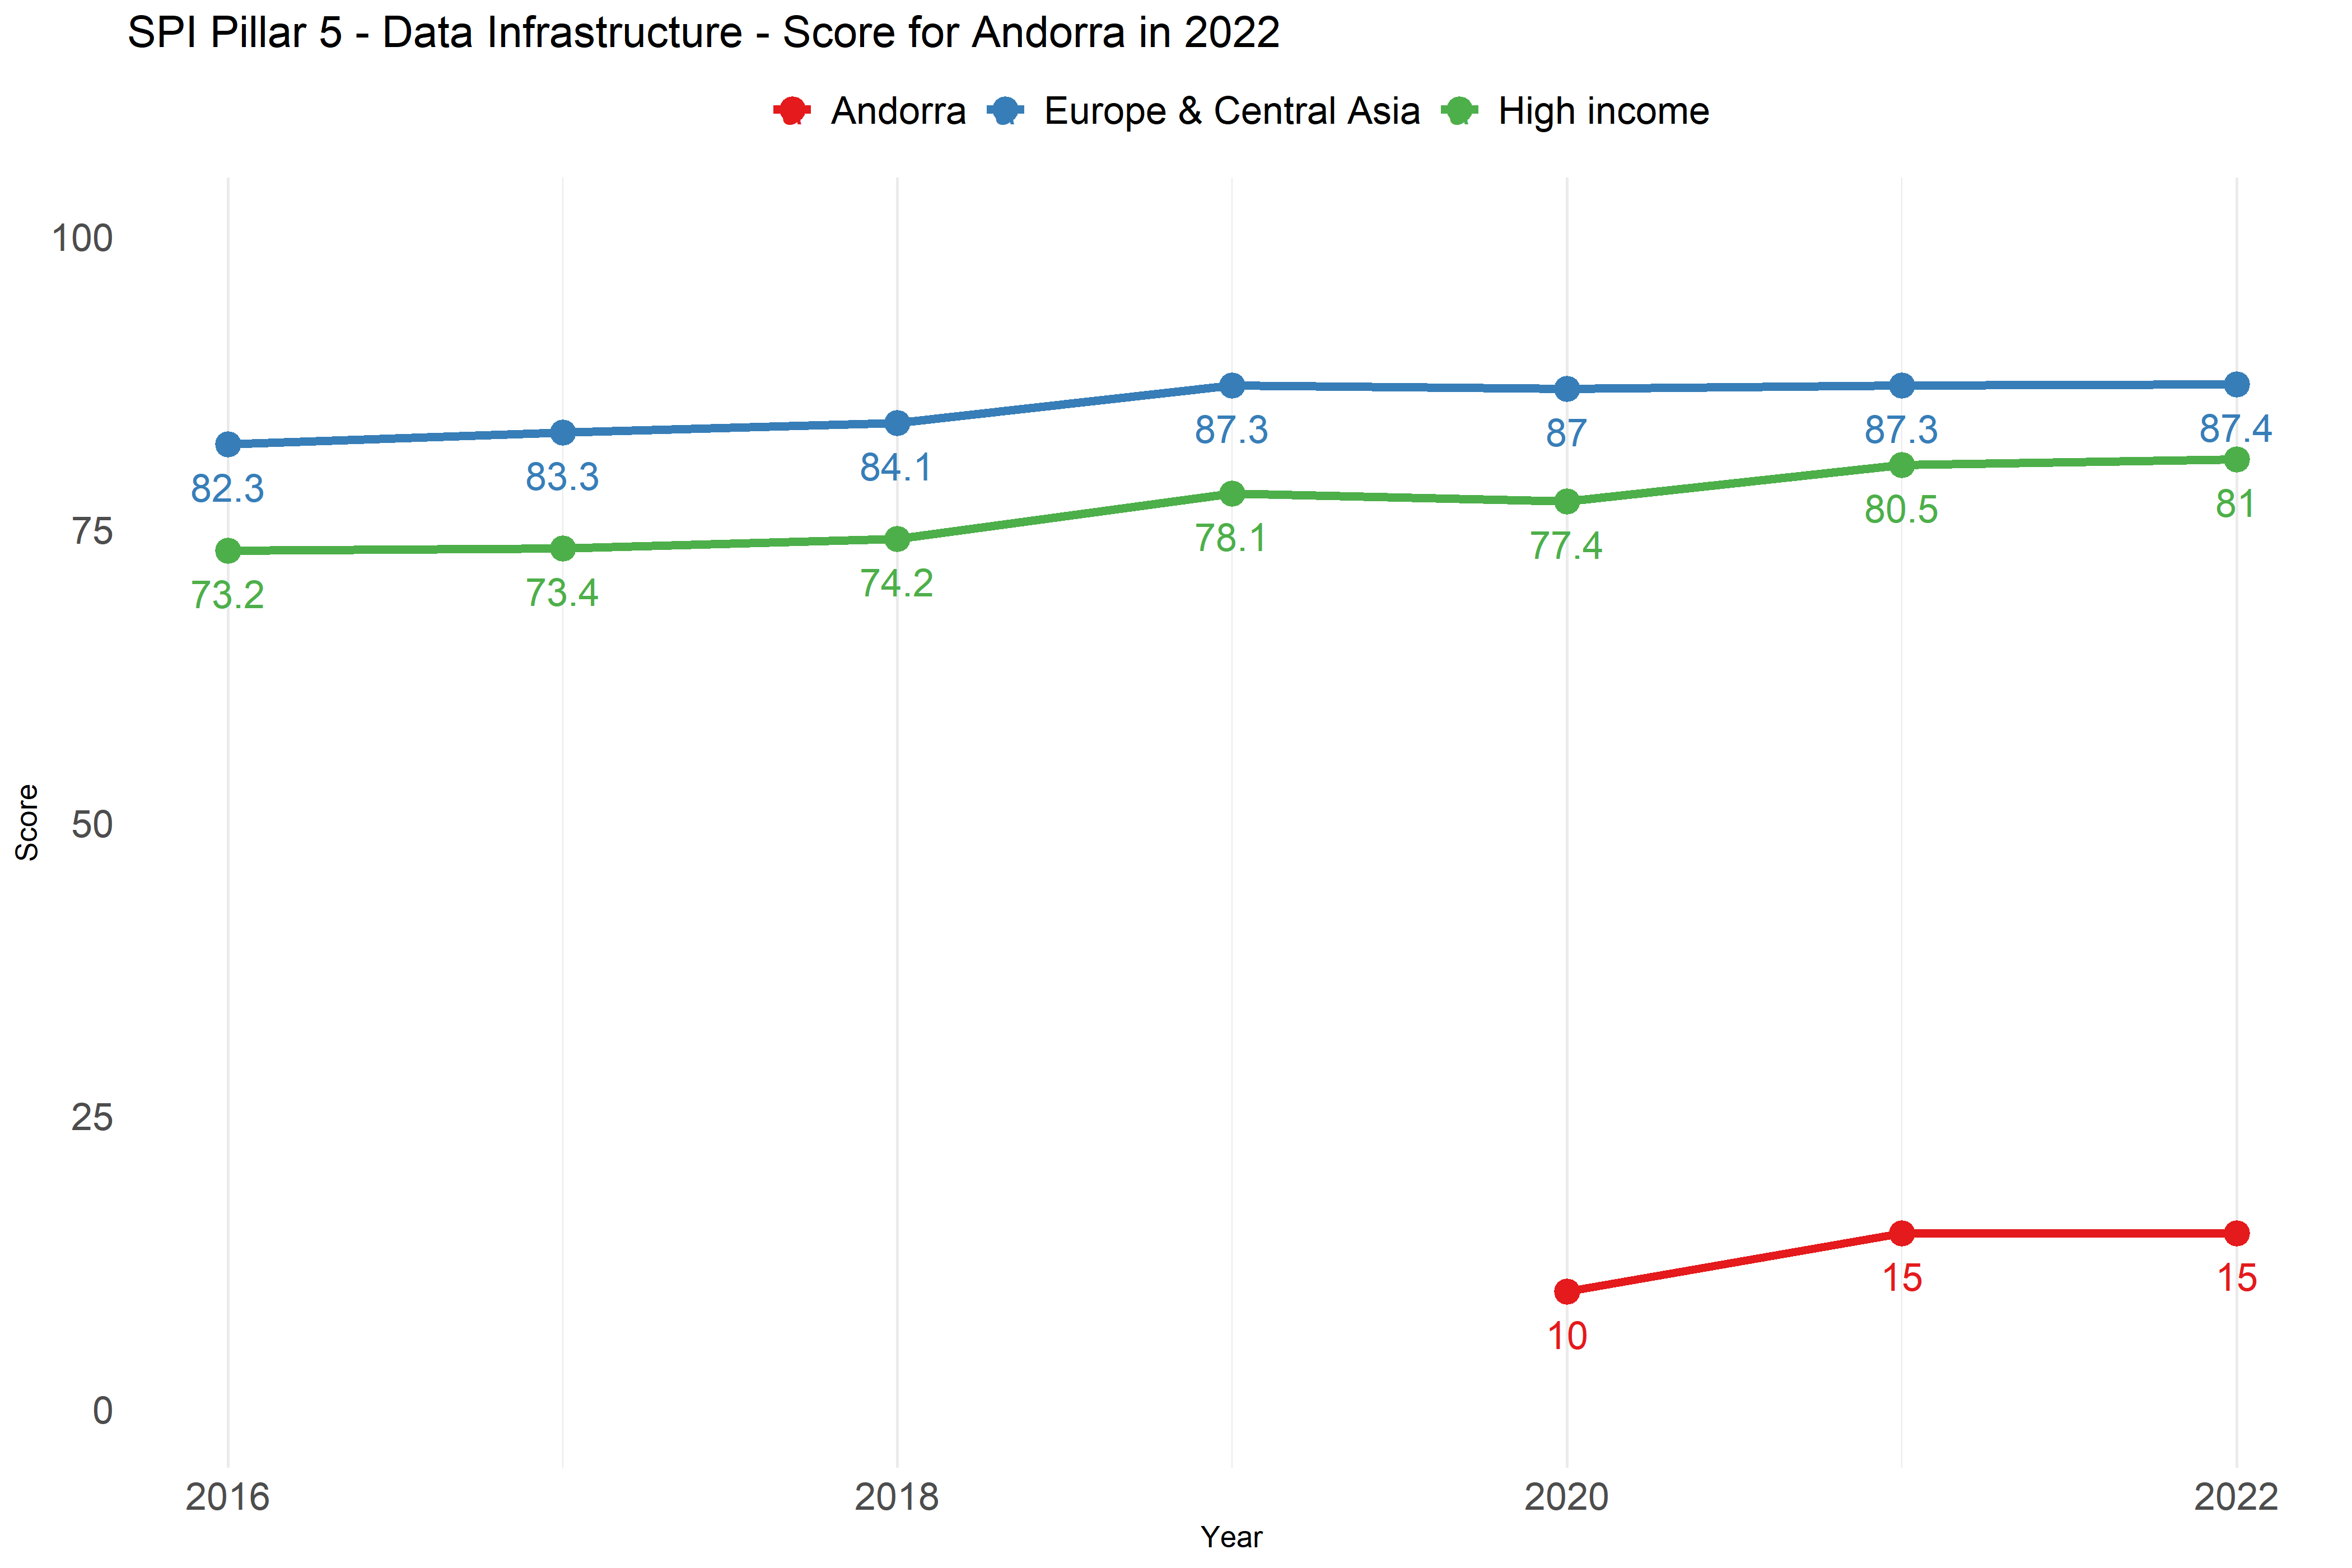 SPI Pillar 5 - Data Infrastructure - Score for Andorra in 2022
Andorra Europe & Central Asia High income
100
75
50
25
0
Score
82.3 83.3 84.1 87.3 87 87.3 87.4
73.2 73.4 74.2 78.1 77.4 80.5 81
10 15 15
2016 2018 2020 2022
Year